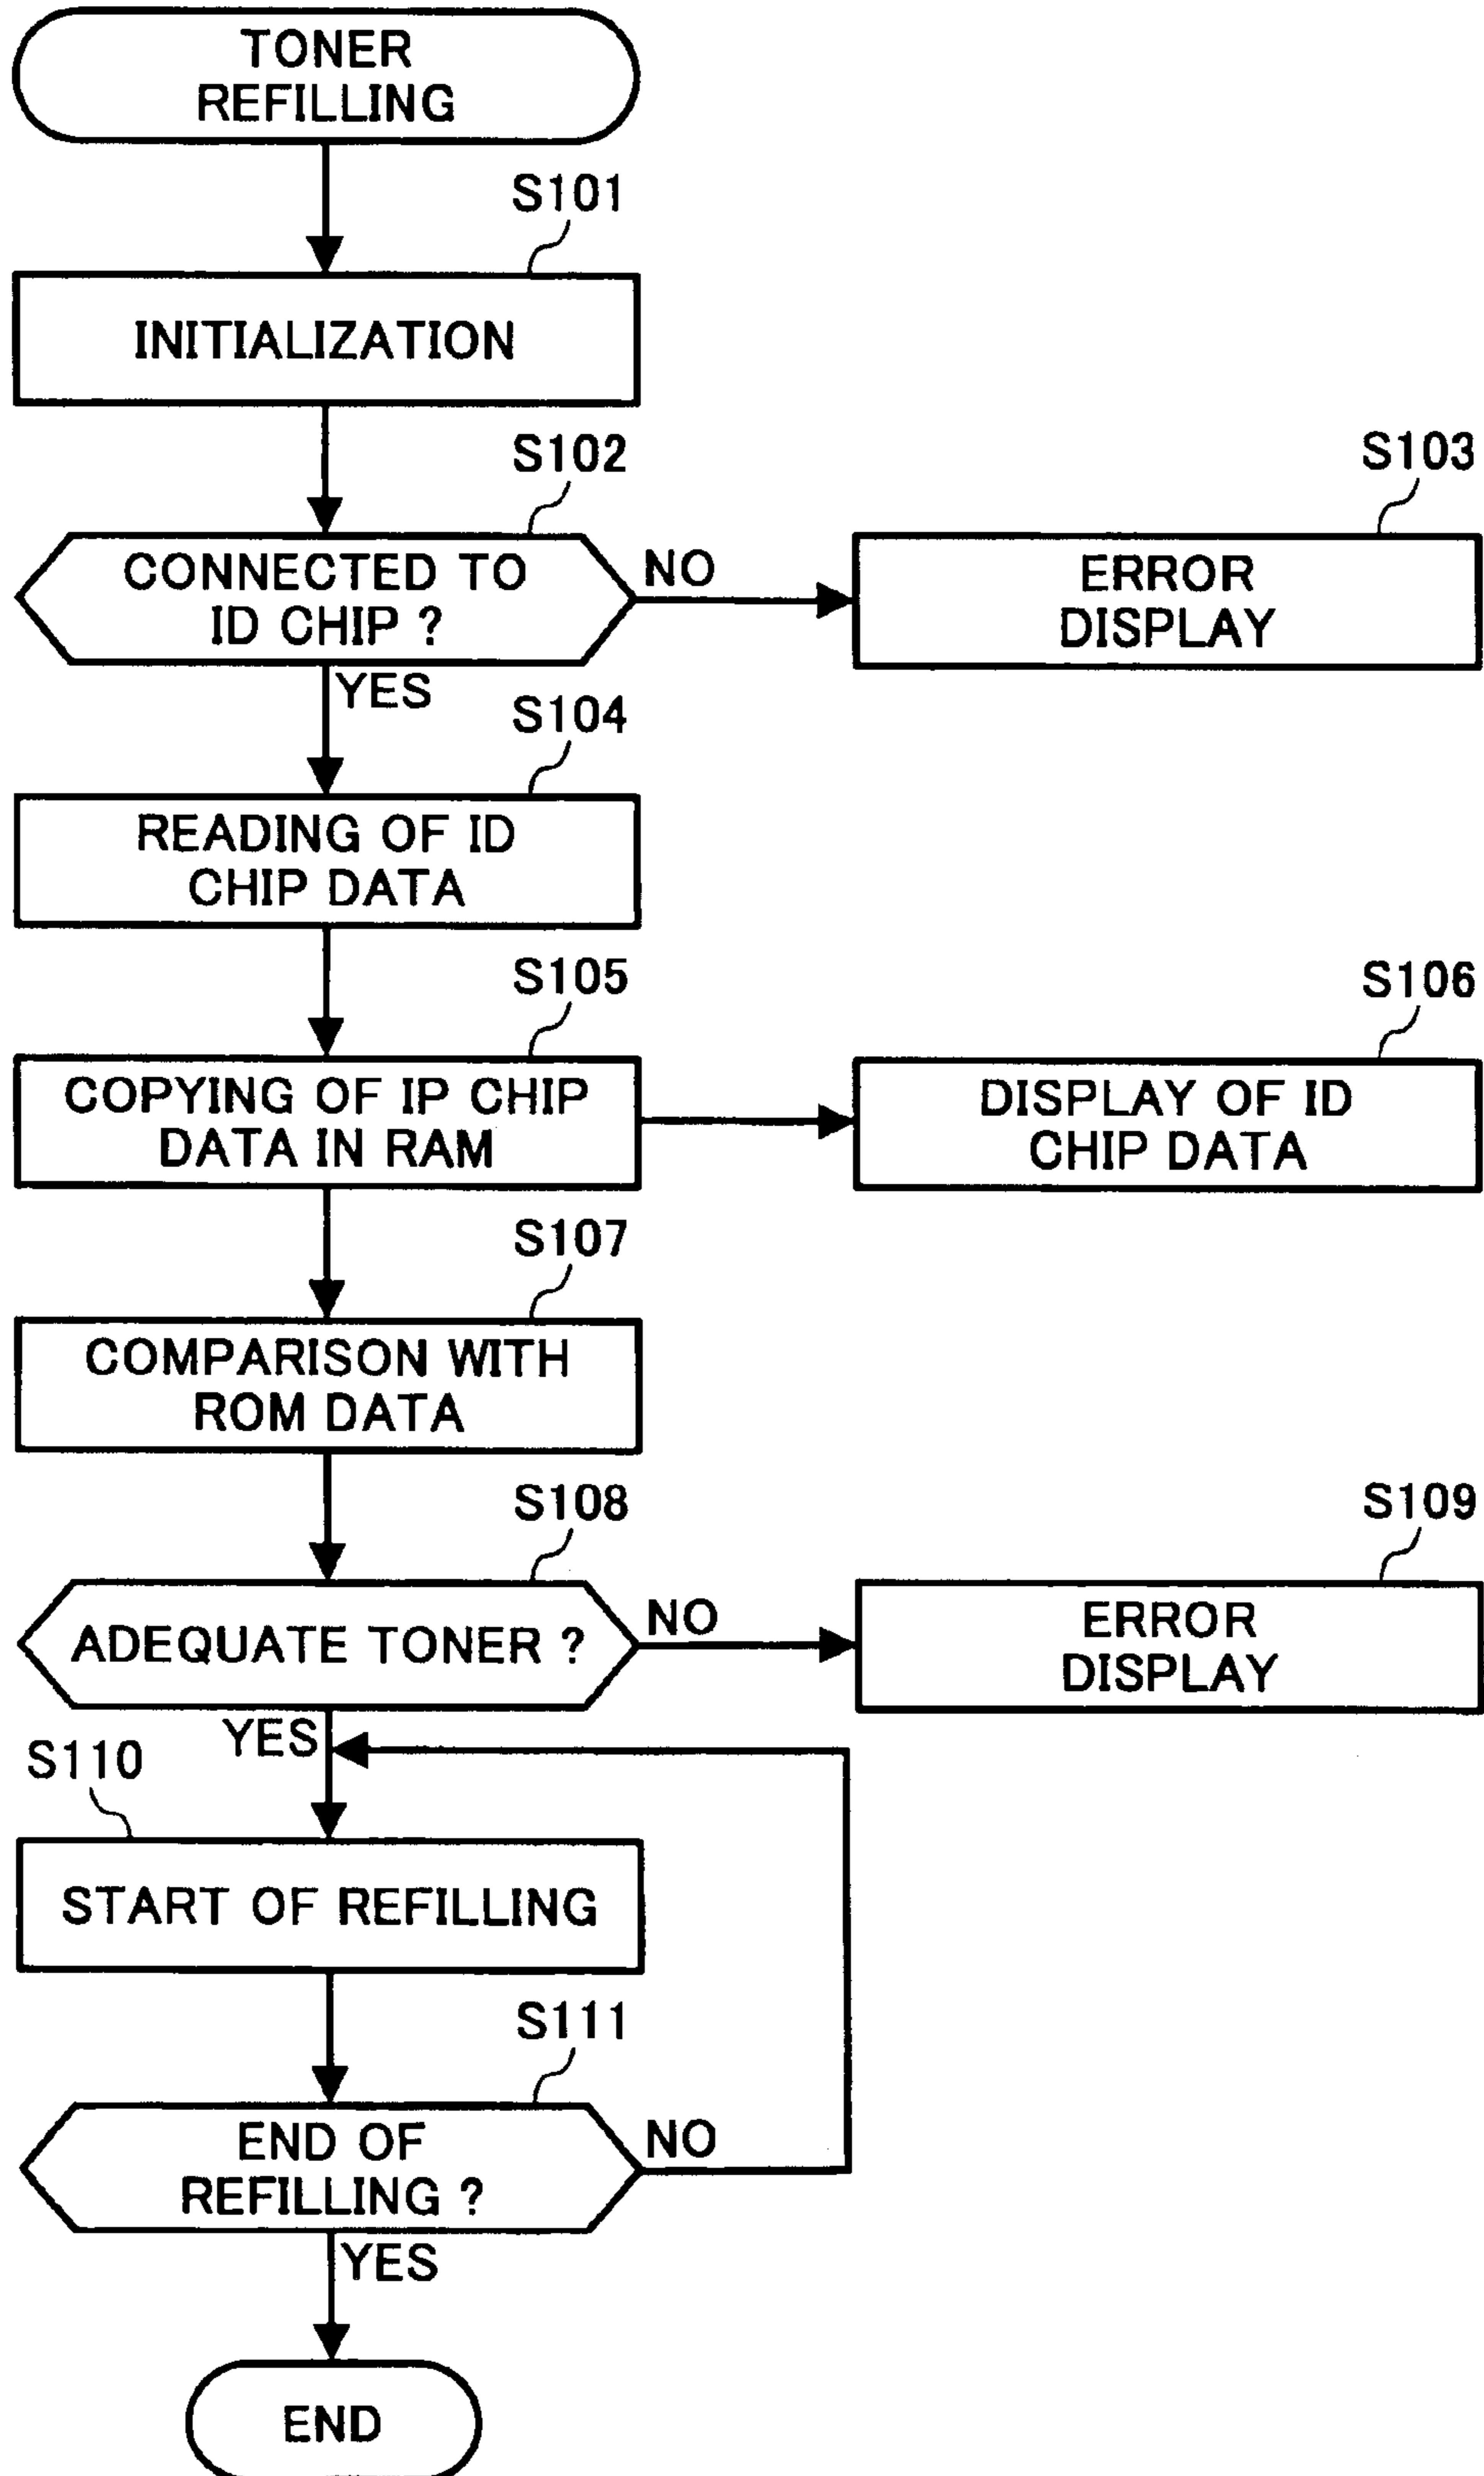 TONER
REFILLING
S101
INITIALIZATION
S102
S103
CONNECTED TO
ID CHIP ?
NO
ERROR
DISPLAY
YES
S104
READING OF ID
CHIP DATA
S105
S106
COPYING OF IP CHIP
DATA IN RAM
DISPLAY OF ID
CHIP DATA
S107
COMPARISON WITH
ROM DATA
S108
S109
ADEQUATE TONER ?
NO
ERROR
DISPLAY
YES
S110
START OF REFILLING
S111
END OF
REFILLING ?
NO
YES
END